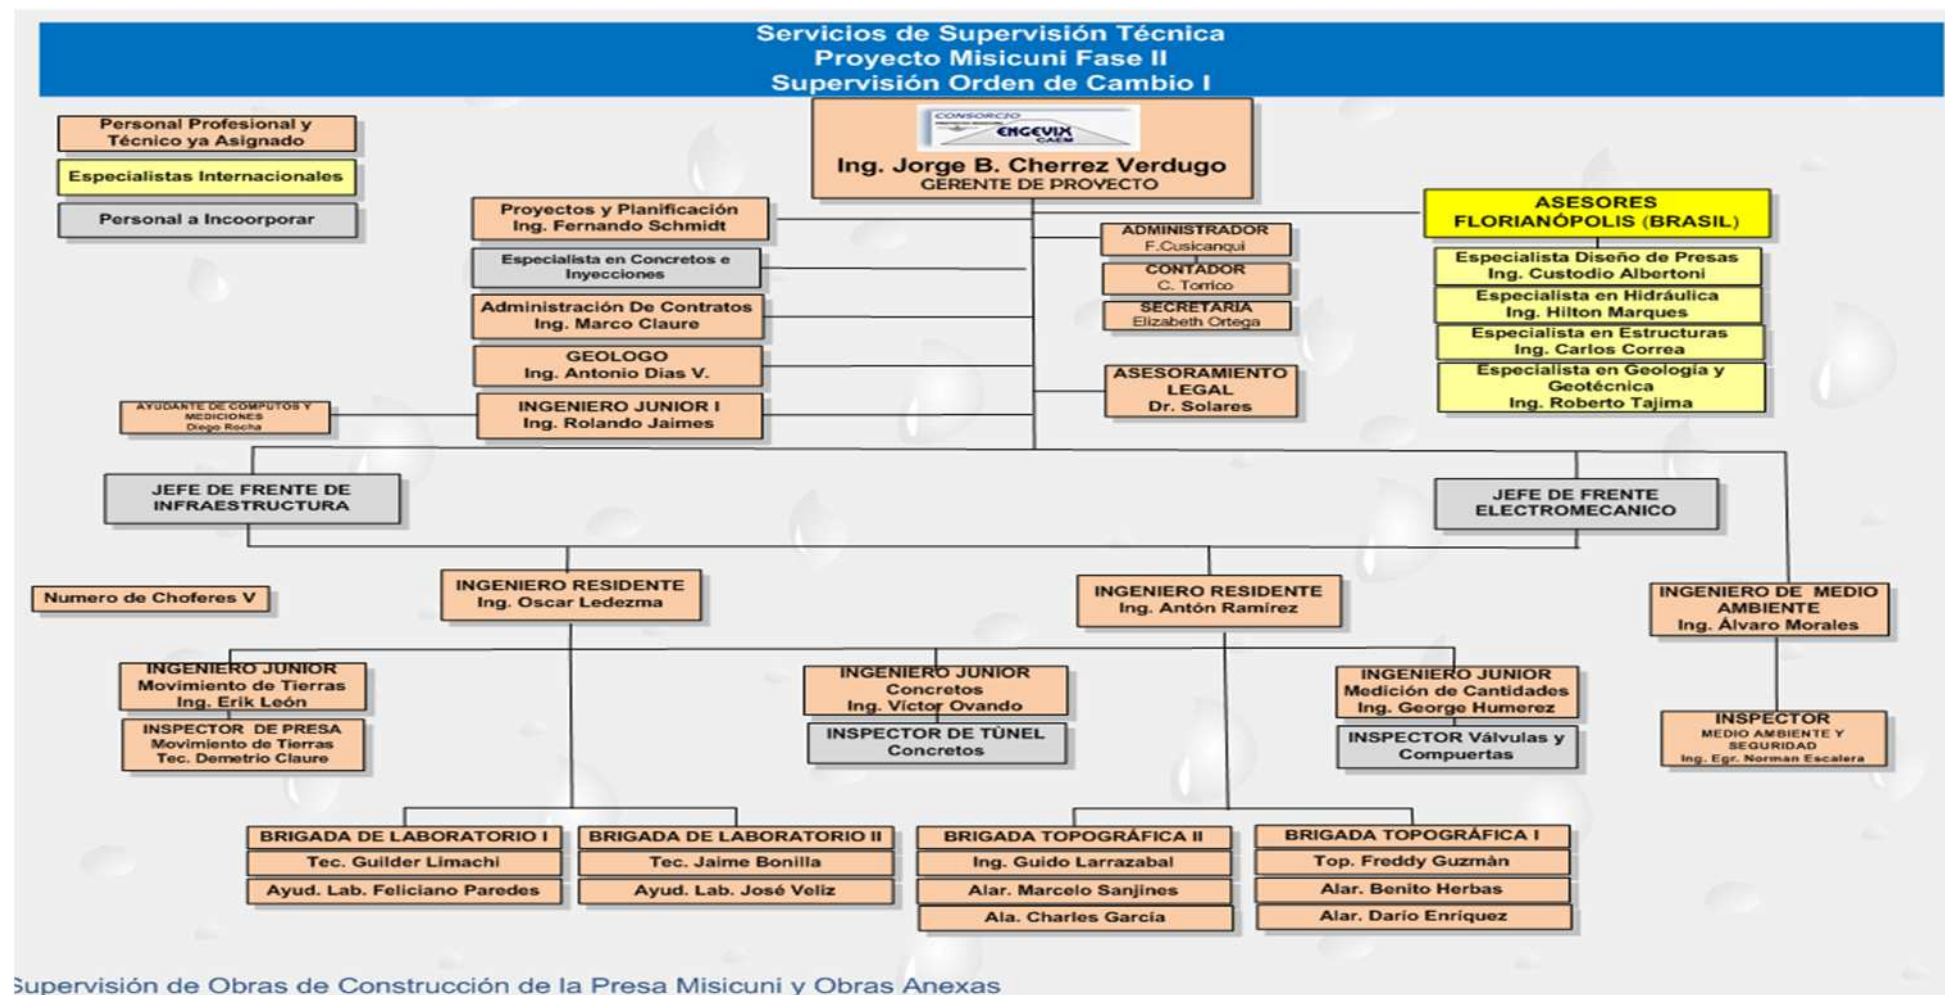 Servicios de Supervisión Técnica
Proyecto Misicuni Fase II
Supervisión Orden de Cambio I
Personal Profesional y
Técnico ya Asignado
Especialistas Internacionales
Personal a Incoorporar
CONSORCIO
ENGEVIX
CAEM
Ing. Jorge B. Cherrez Verdugo
GERENTE DE PROYECTO
Proyectos y Planificación
Ing. Fernando Schmidt
Especialista en Concretos e
Inyecciones
Administración De Contratos
Ing. Marco Claure
GEOLOGO
Ing. Antonio Dias V.
INGENIERO JUNIOR I
Ing. Rolando Jaimes
AYUDANTE DE COMPUTOS Y
MEDICIONES
Diego Rocha
ADMINISTRADOR
F.Cusicanqui
CONTADOR
C. Torrico
SECRETARIA
Elizabeth Ortega
ASESORAMIENTO
LEGAL
Dr. Solares
ASESORES
FLORIANÓPOLIS (BRASIL)
Especialista Diseño de Presas
Ing. Custodio Albertoni
Especialista en Hidráulica
Ing. Hilton Marques
Especialista en Estructuras
Ing. Carlos Correa
Especialista en Geología y
Geotécnica
Ing. Roberto Tajima
JEFE DE FRENTE DE
INFRAESTRUCTURA
JEFE DE FRENTE
ELECTROMECANICO
Numero de Choferes V
INGENIERO RESIDENTE
Ing. Oscar Ledezma
INGENIERO RESIDENTE
Ing. Antón Ramírez
INGENIERO DE MEDIO
AMBIENTE
Ing. Álvaro Morales
INGENIERO JUNIOR
Movimiento de Tierras
Ing. Erik León
INSPECTOR DE PRESA
Movimiento de Tierras
Tec. Demetrio Claure
INGENIERO JUNIOR
Concretos
Ing. Víctor Ovando
INSPECTOR DE TÙNEL
Concretos
INGENIERO JUNIOR
Medición de Cantidades
Ing. George Humerez
INSPECTOR Válvulas y
Compuertas
INSPECTOR
MEDIO AMBIENTE Y
SEGURIDAD
Ing. Egr. Norman Escalera
BRIGADA DE LABORATORIO I
Tec. Guilder Limachi
Ayud. Lab. Feliciano Paredes
BRIGADA DE LABORATORIO II
Tec. Jaime Bonilla
Ayud. Lab. José Veliz
BRIGADA TOPOGRÁFICA II
Ing. Guido Larrazabal
Alar. Marcelo Sanjines
Ala. Charles García
BRIGADA TOPOGRÁFICA I
Top. Freddy Guzmàn
Alar. Benito Herbas
Alar. Darío Enríquez
Supervisión de Obras de Construcción de la Presa Misicuni y Obras Anexas